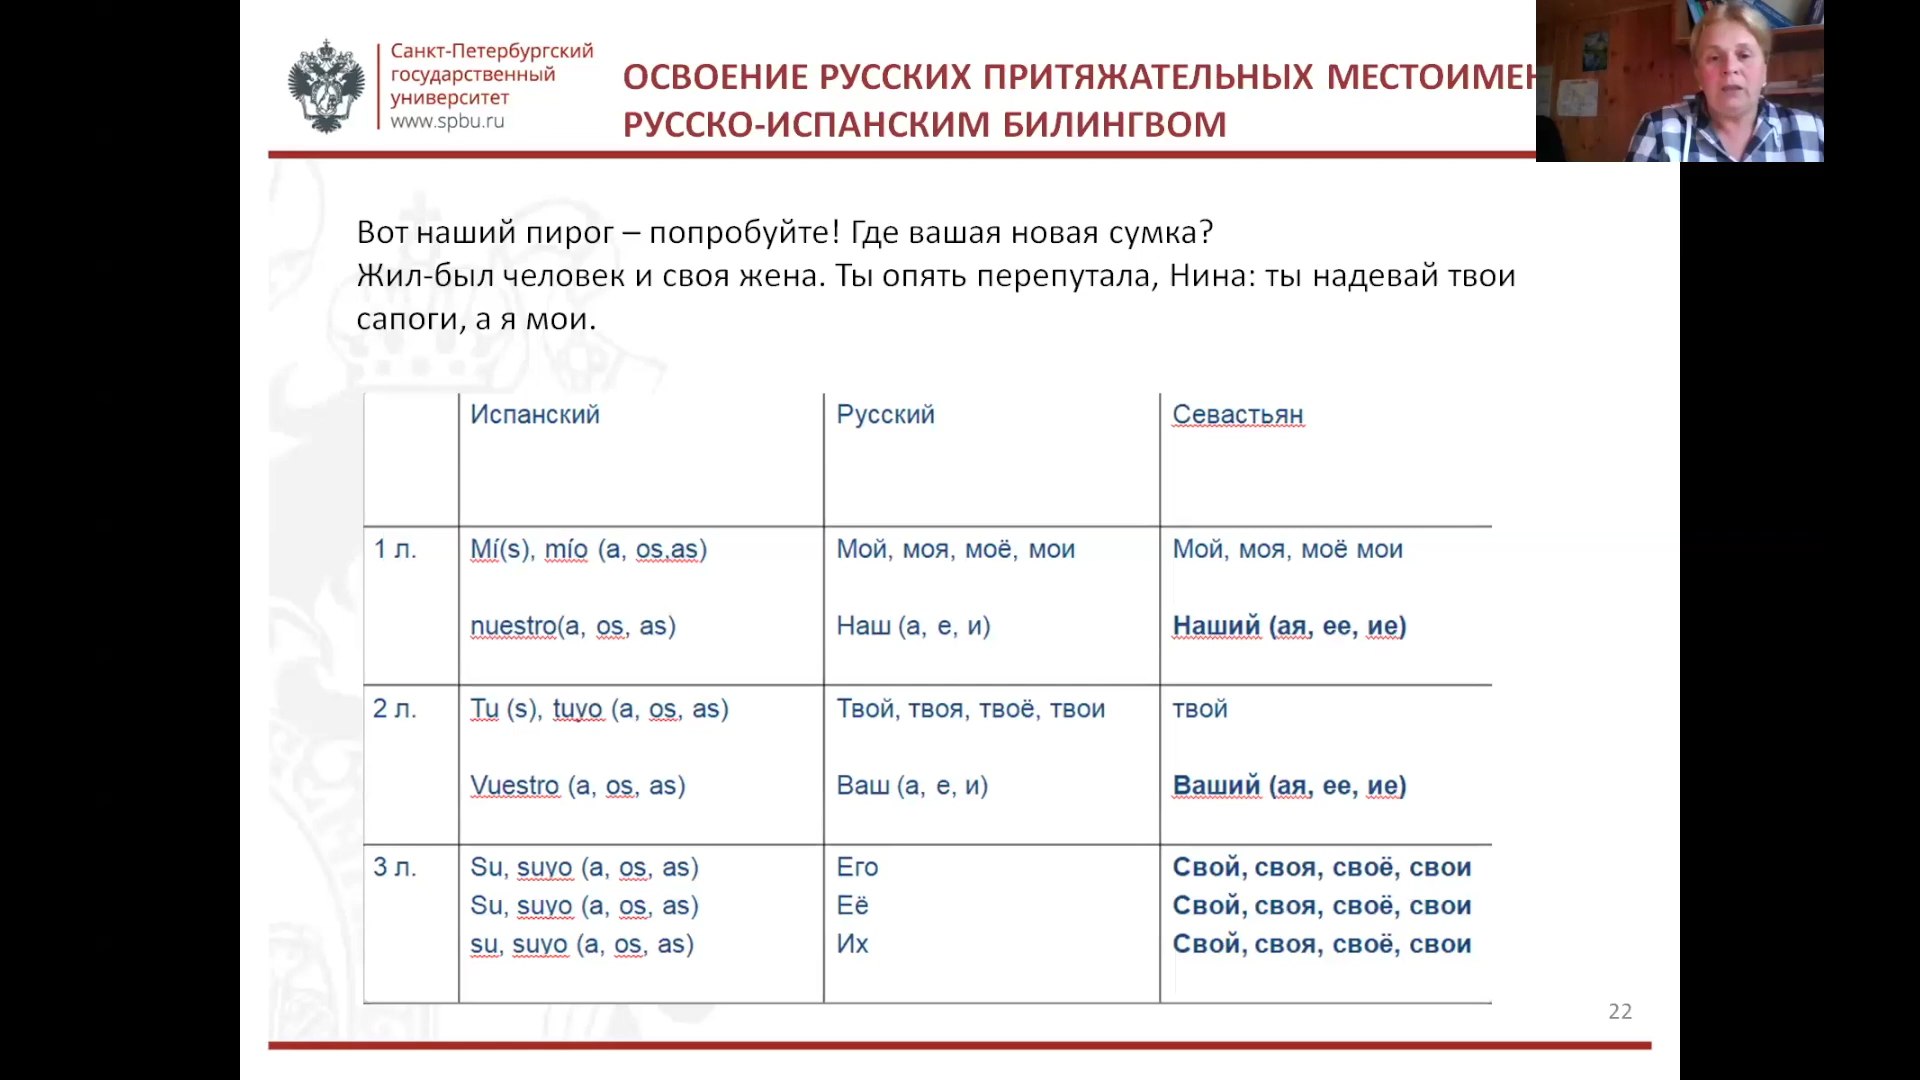 Санкт-Петербургский
государственный
университет
www.spbu.ru
ОСВОЕНИЕ РУССКИХ ПРИТЯЖАТЕЛЬНЫХ
РУССКО-ИСПАНСКИМ БИЛИНГВОМ
Вот наший пирог – попробуйте! Где вашая новая сумка?
Жил-был человек и своя жена. Ты опять перепутала, Нина: ты надевай твои
сапоги, а я мои.
Испанский Русский Севастьян
1 л. Mí(s), mío (a, os,as) Мой, моя, моё, мои Мой, моя, моё мои
nuestro(a, os, as) Наш (а, е, и) Наший (ая, ее, ие)
2 л. Tu (s), tuyo (a, os, as) Твой, твоя, твоё, твои твой
Vuestro (a, os, as) Ваш (а, е, и) Ваший (ая, ее, ие)
3 л. Su, suyo (a, os, as) Его Свой, своя, своё, свои
Su, suyo (a, os, as) Её Свой, своя, своё, свои
su, suyo (a, os, as) Их Свой, своя, своё, свои
22